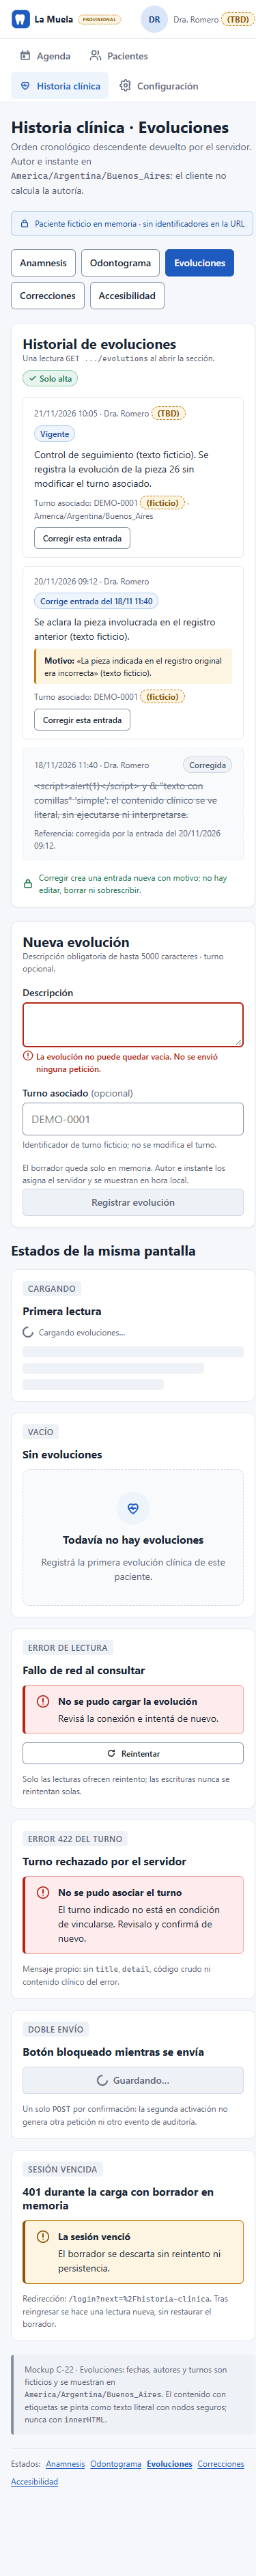 La Muela PROVISIONAL DR Dra. Romero (TBD)
Agenda Pacientes
Historia clínica Configuración
Historia clínica · Evoluciones
Orden cronológico descendente devuelto por el servidor.
Autor e instante en
America/Argentina/Buenos_Aires; el cliente no
calcula la autoría.
Paciente ficticio en memoria · sin identificadores en la URL
Anamnesis Odontograma Evoluciones
Correcciones Accesibilidad
Historial de evoluciones
Una lectura GET .../evolutions al abrir la sección.
Solo alta
21/11/2026 10:05 · Dra. Romero (TBD)
Vigente
Control de seguimiento (texto ficticio). Se
registra la evolución de la pieza 26 sin
modificar el turno asociado.
Turno asociado: DEMO-0001 (ficticio) ·
America/Argentina/Buenos_Aires
Corregir esta entrada
20/11/2026 09:12 · Dra. Romero
Corrige entrada del 18/11 11:40
Se aclara la pieza involucrada en el registro
anterior (texto ficticio).
Motivo: «La pieza indicada en el registro original
era incorrecta» (texto ficticio).
Turno asociado: DEMO-0001 (ficticio)
Corregir esta entrada
18/11/2026 11:40 · Dra. Romero Corregida
<script>alert(1)</script> y & "texto con
comillas" 'simple': el contenido clínico se ve
literal, sin ejecutarse ni interpretarse.
Referencia: corregida por la entrada del 20/11/2026
09:12.
Corregir crea una entrada nueva con motivo; no hay
editar, borrar ni sobrescribir.
Nueva evolución
Descripción obligatoria de hasta 5000 caracteres · turno
opcional.
Descripción
La evolución no puede quedar vacía. No se envió
ninguna petición.
Turno asociado (opcional)
DEMO-0001
Identificador de turno ficticio; no se modifica el turno.
El borrador queda solo en memoria. Autor e instante los
asigna el servidor y se muestran en hora local.
Registrar evolución
Estados de la misma pantalla
CARGANDO
Primera lectura
Cargando evoluciones...
VACÍO
Sin evoluciones
Todavía no hay evoluciones
Registrá la primera evolución clínica de este
paciente.
ERROR DE LECTURA
Fallo de red al consultar
No se pudo cargar la evolución
Revisá la conexión e intentá de nuevo.
Reintentar
Solo las lecturas ofrecen reintento; las escrituras nunca se
reintentan solas.
ERROR 422 DEL TURNO
Turno rechazado por el servidor
No se pudo asociar el turno
El turno indicado no está en condición
de vincularse. Revisalo y confirmá de
nuevo.
Mensaje propio: sin title, detail, código crudo ni
contenido clínico del error.
DOBLE ENVÍO
Botón bloqueado mientras se envía
Guardando...
Un solo POST por confirmación: la segunda activación no
genera otra petición ni otro evento de auditoría.
SESIÓN VENCIDA
401 durante la carga con borrador en
memoria
La sesión venció
El borrador se descarta sin reintento ni
persistencia.
Redirección: /login?next=%2Fhistoria-clinica. Tras
reingresar se hace una lectura nueva, sin restaurar el
borrador.
Mockup C-22 · Evoluciones: fechas, autores y turnos son
ficticios y se muestran en
America/Argentina/Buenos_Aires. El contenido con
etiquetas se pinta como texto literal con nodos seguros;
nunca con innerHTML.
Estados: Anamnesis Odontograma Evoluciones Correcciones
Accesibilidad